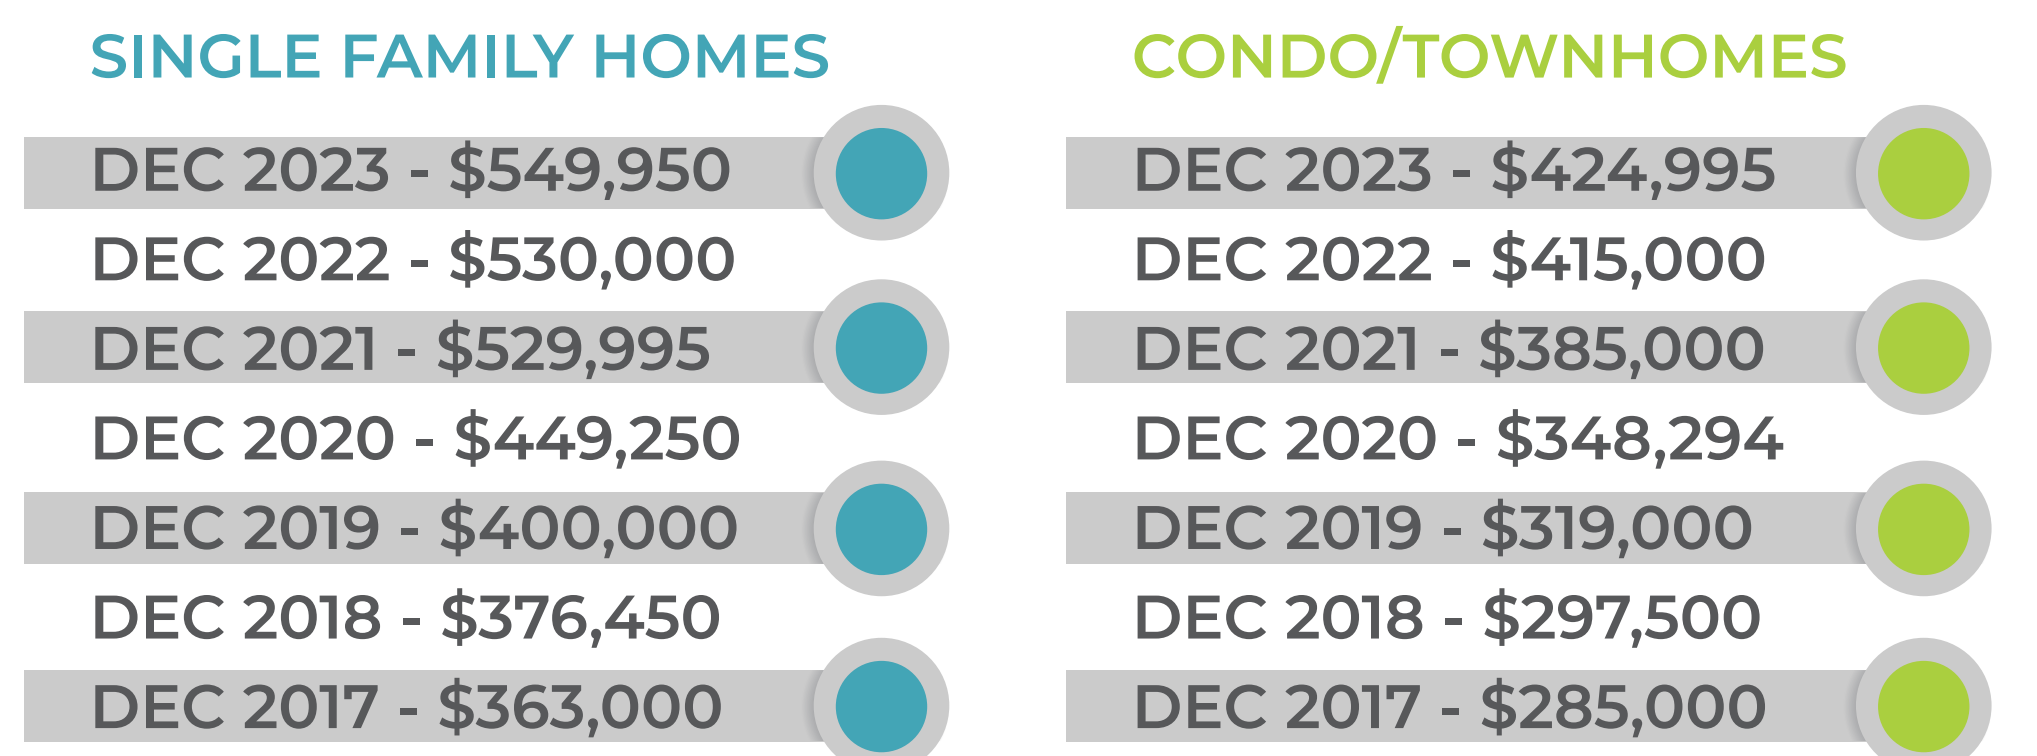 SINGLE FAMILY HOMES
DEC 2023 - $549,950
DEC 2022 - $530,000
DEC 2021 - $529,995
DEC 2020 - $449,250
DEC 2019 - $400,000
DEC 2018 - $376,450
DEC 2017 - $363,000
CONDO/TOWNHOMES
DEC 2023 - $424,995
DEC 2022 - $415,000
DEC 2021 - $385,000
DEC 2020 - $348,294
DEC 2019 - $319,000
DEC 2018 - $297,500
DEC 2017 - $285,000